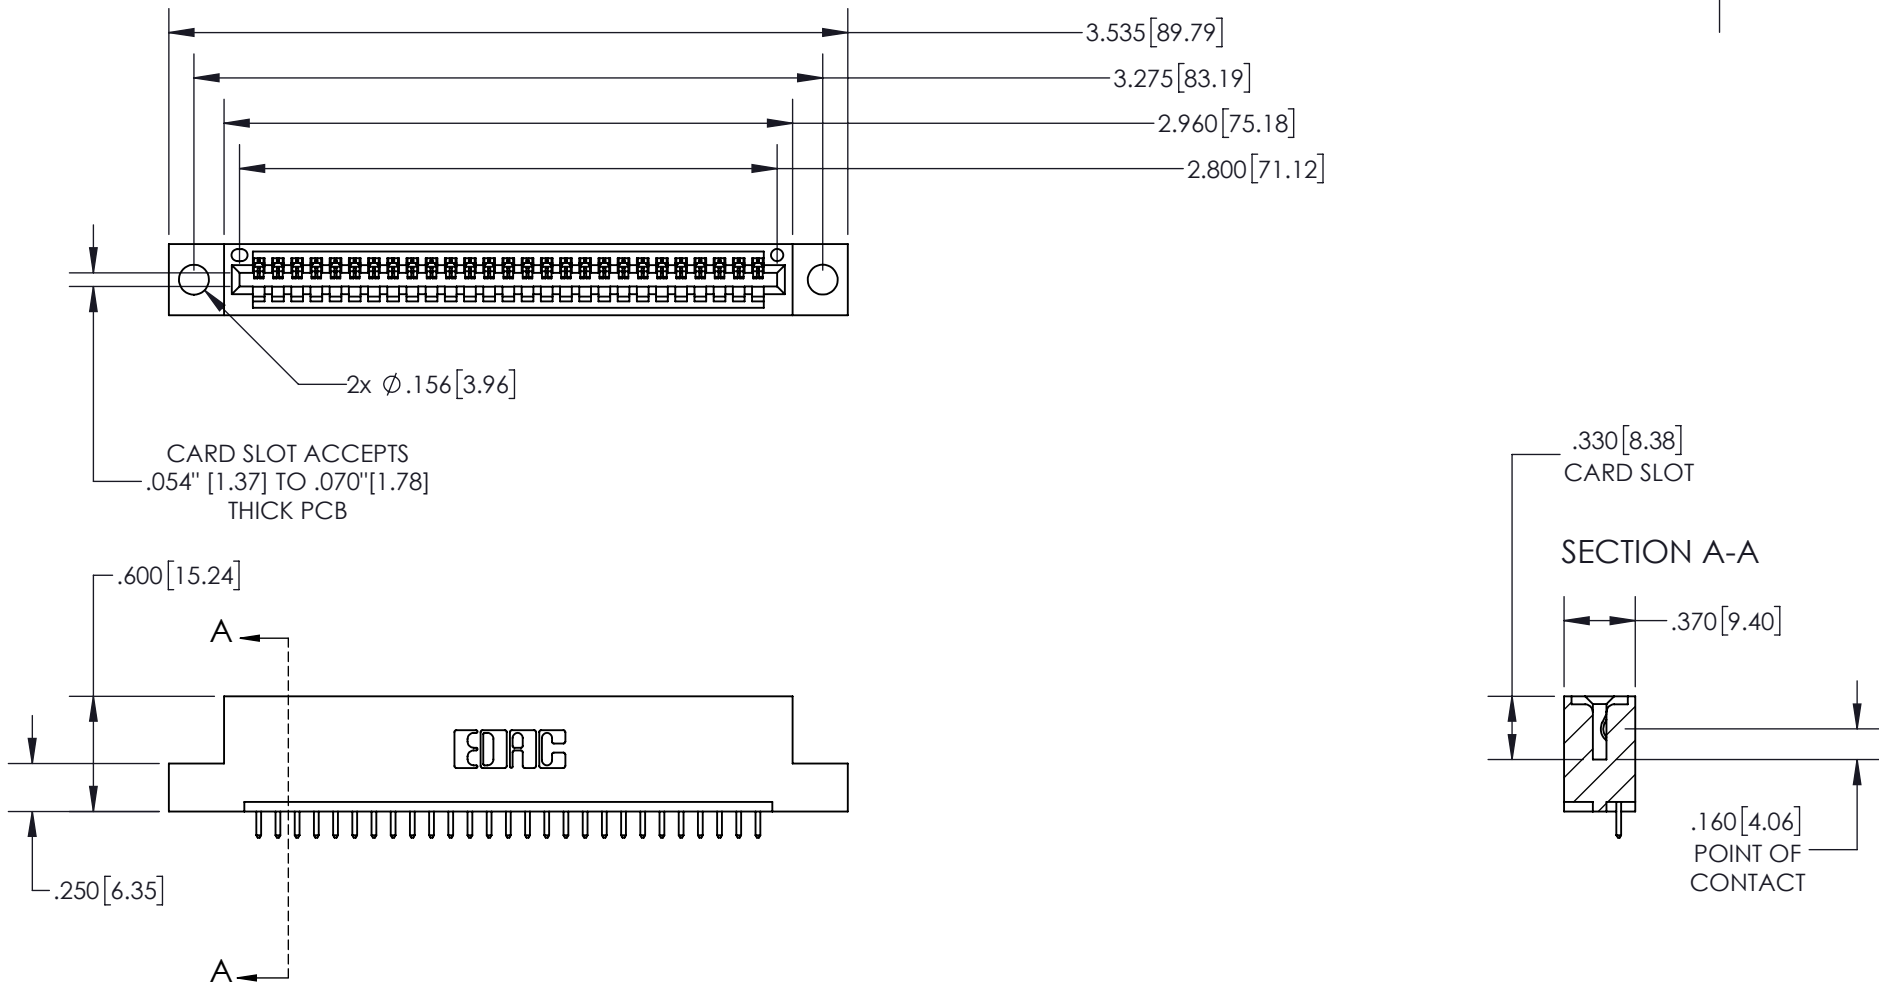 3.535[89.79]
3.275[83.19]
2.960[75.18]
2.800[71.12]
2x Ø.156[3.96]
CARD SLOT ACCEPTS
.054" [1.37] TO .070"[1.78]
THICK PCB
.330[8.38]
CARD SLOT
SECTION A-A
.600[15.24]
A
.370[9.40]
EDAC
.160[4.06]
POINT OF
CONTACT
.250[6.35]
A